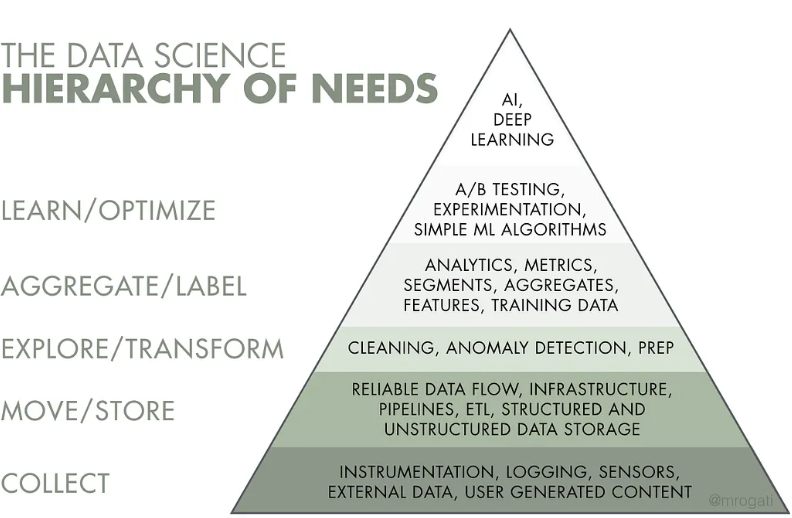 THE DATA SCIENCE
HIERARCHY OF NEEDS
AI,
DEEP
LEARNING
LEARN/OPTIMIZE
A/B TESTING,
EXPERIMENTATION,
SIMPLE ML ALGORITHMS
AGGREGATE/LABEL
ANALYTICS, METRICS,
SEGMENTS, AGGREGATES,
FEATURES, TRAINING DATA
EXPLORE/TRANSFORM
CLEANING, ANOMALY DETECTION, PREP
MOVE/STORE
RELIABLE DATA FLOW, INFRASTRUCTURE,
PIPELINES, ETL, STRUCTURED AND
UNSTRUCTURED DATA STORAGE
COLLECT
INSTRUMENTATION, LOGGING, SENSORS,
EXTERNAL DATA, USER GENERATED CONTENT
@mrogati